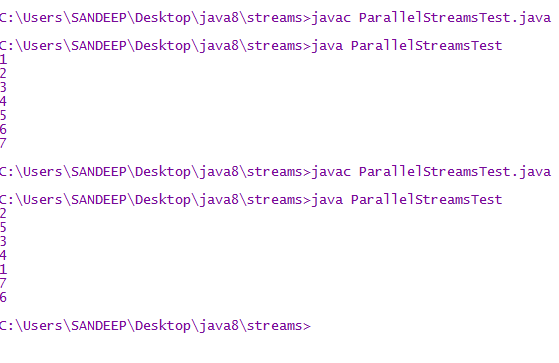 C:\Users\SANDEEP\Desktop\java8\streams>javac ParallelStreamsTest.java
C:\Users\SANDEEP\Desktop\java8\streams>java ParallelStreamsTest
1
2
3
4
5
6
7
C:\Users\SANDEEP\Desktop\java8\streams>javac ParallelStreamsTest.java
C:\Users\SANDEEP\Desktop\java8\streams>java ParallelStreamsTest
2
5
3
4
1
7
6
C:\Users\SANDEEP\Desktop\java8\streams>